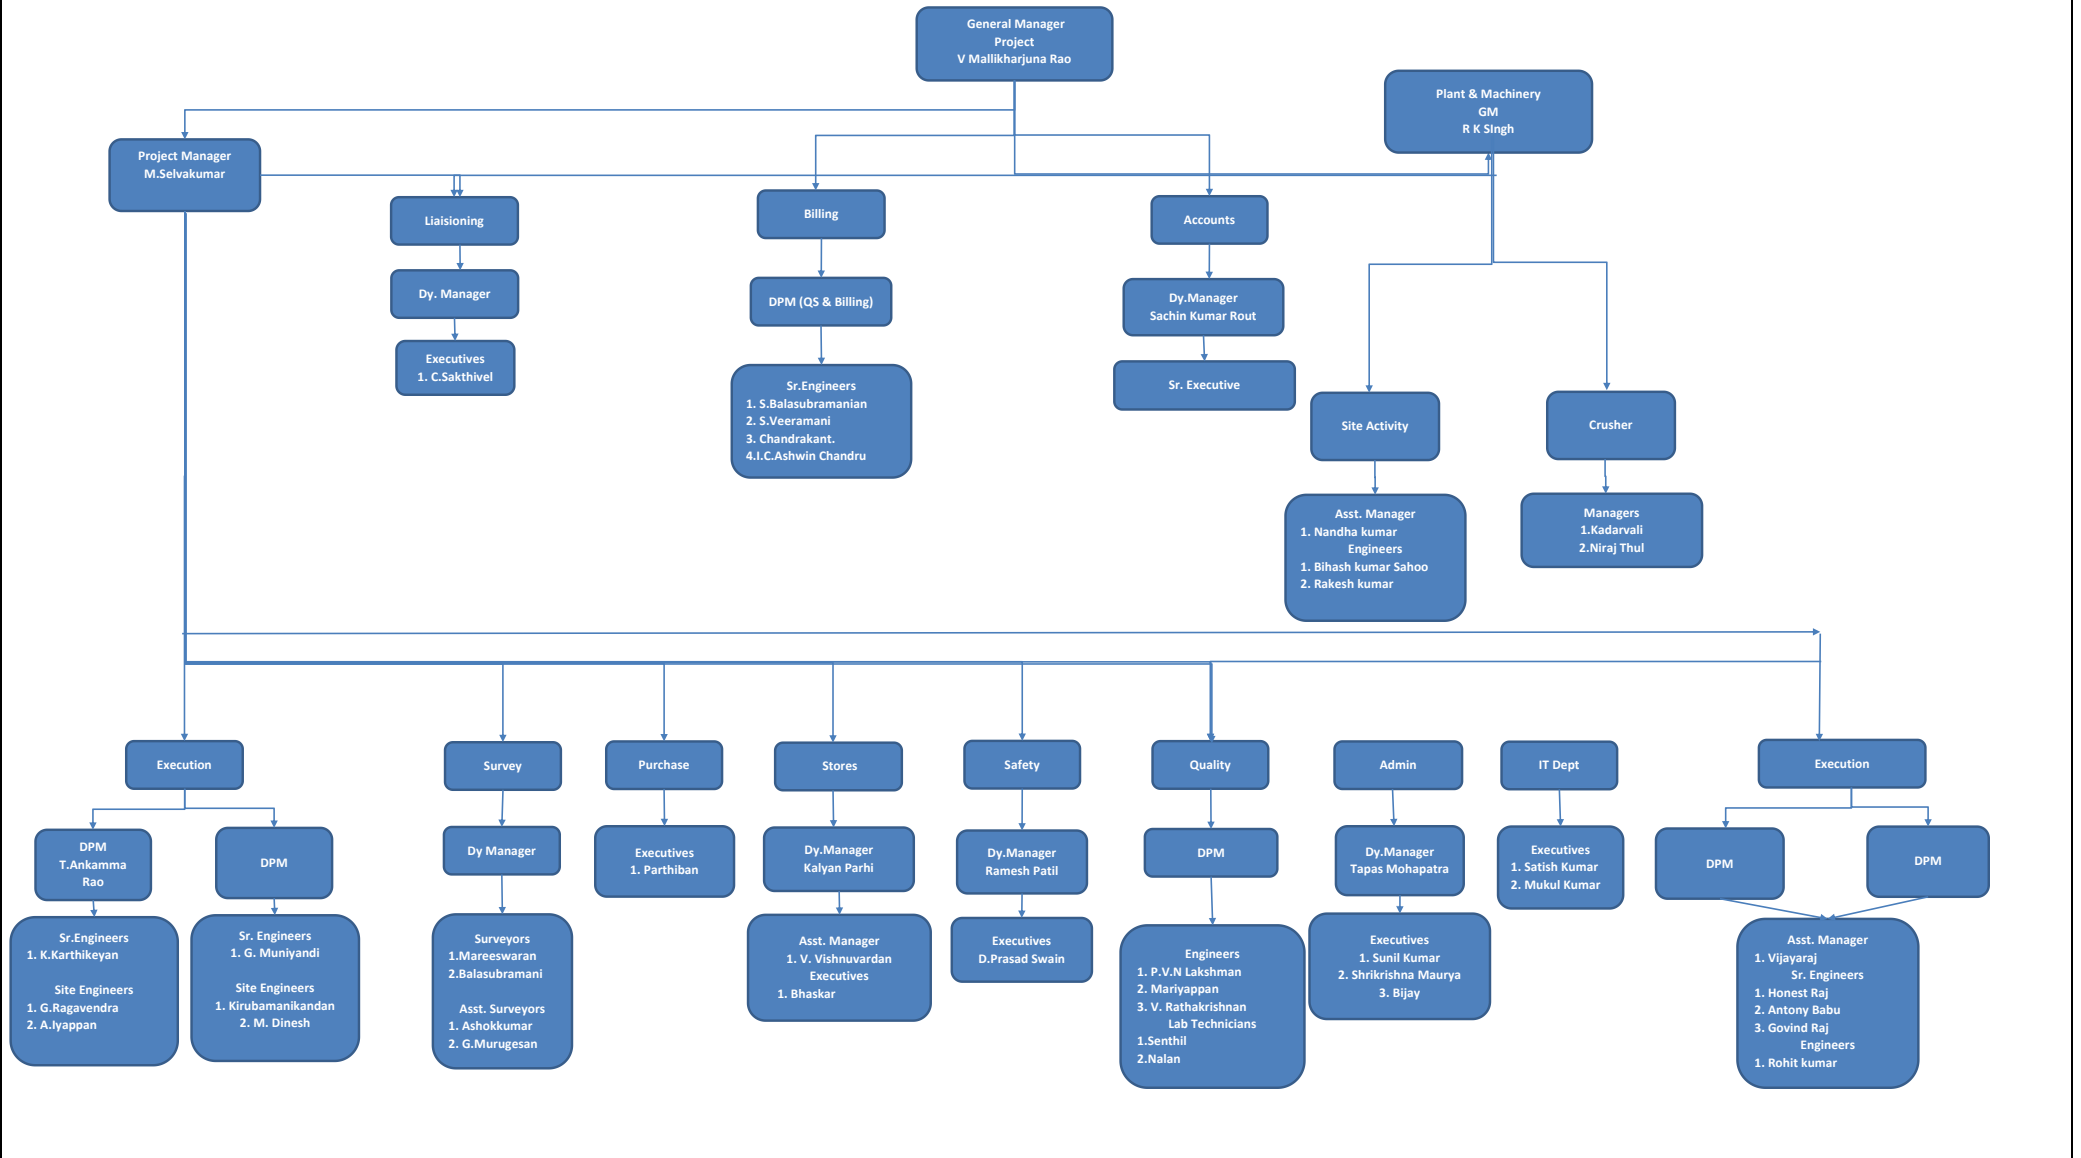 General Manager
Project
V Mallikharjuna Rao
Plant & Machinery
GM
R K SIngh
Project Manager
M.Selvakumar
Liaisioning
Billing
Accounts
Dy. Manager
DPM (QS & Billing)
Dy.Manager
Sachin Kumar Rout
Executives
1. C.Sakthivel
Sr.Engineers
1. S.Balasubramanian
2. S.Veeramani
3. Chandrakant.
4.I.C.Ashwin Chandru
Sr. Executive
Site Activity
Crusher
Asst. Manager
1. Nandha kumar
Engineers
1. Bihash kumar Sahoo
2. Rakesh kumar
Managers
1.Kadarvali
2.Niraj Thul
Execution
Survey
Purchase
Stores
Safety
Quality
Admin
IT Dept
Execution
DPM
T.Ankamma
Rao
DPM
Dy Manager
Executives
1. Parthiban
Dy.Manager
Kalyan Parhi
Dy.Manager
Ramesh Patil
DPM
Dy.Manager
Tapas Mohapatra
Executives
1. Satish Kumar
2. Mukul Kumar
DPM
DPM
Sr.Engineers
1. K.Karthikeyan
Site Engineers
1. G.Ragavendra
2. A.Iyappan
Sr. Engineers
1. G. Muniyandi
Site Engineers
1. Kirubamanikandan
2. M. Dinesh
Surveyors
1.Mareeswaran
2.Balasubramani
Asst. Surveyors
1. Ashokkumar
2. G.Murugesan
Asst. Manager
1. V. Vishnuvardan
Executives
1. Bhaskar
Executives
D.Prasad Swain
Engineers
1. P.V.N Lakshman
2. Mariyappan
3. V. Rathakrishnan
Lab Technicians
1.Senthil
2.Nalan
Executives
1. Sunil Kumar
2. Shrikrishna Maurya
3. Bijay
Asst. Manager
1. Vijayaraj
Sr. Engineers
1. Honest Raj
2. Antony Babu
3. Govind Raj
Engineers
1. Rohit kumar